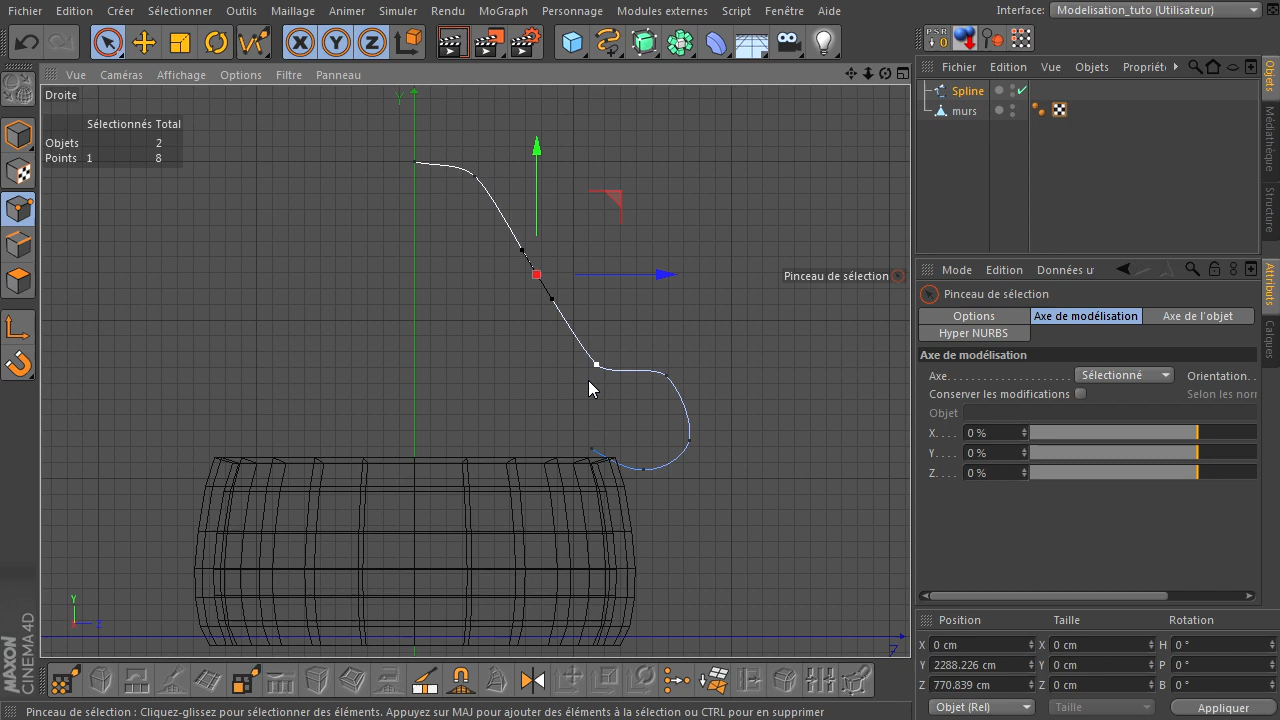 Fichier Edition Créer Sélectionner Outils Maillage Animer Simuler Rendu MoGraph Personnage Modules externes Script Fenêtre Aide Interface: Modelisation_tuto (Utilisateur)
X Y Z PSR 0
Vue Caméras Affichage Options Filtre Panneau
Fichier Edition Vue Objets Propriété
Droite
Y
Sélectionnés Total
Objets 2
Points 1 8
Spline
murs
Objets
Médiathèque
Structure
Pinceau de sélection
Mode Edition Données u
Pinceau de sélection
Options Axe de modélisation Axe de l'objet
Hyper NURBS
Axe de modélisation
Axe. . . . . . . . . . . . . . . . . . . Sélectionné Orientation. .
Conserver les modifications Selon les nor
Objet
X. . . . 0 %
Y. . . . 0 %
Z. . . . 0 %
Attributs
Calques
Y
Z
Z
Position Taille Rotation
X 0 cm X 0 cm H 0 °
Y 2288.226 cm Y 0 cm P 0 °
Z 770.839 cm Z 0 cm B 0 °
Objet (Rel) Taille Appliquer
MAXON
CINEMA 4D
Pinceau de sélection : Cliquez-glissez pour sélectionner des éléments. Appuyez sur MAJ pour ajouter des éléments à la sélection ou CTRL pour en supprimer